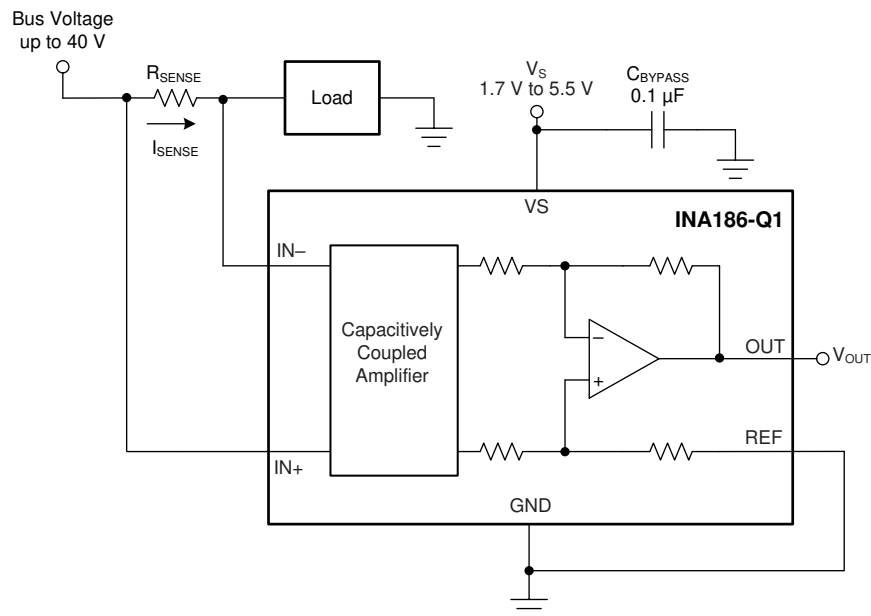 Bus Voltage
up to 40 V
RSENSE
ISENSE
Load
VS
1.7 V to 5.5 V
CBYPASS
0.1 µF
VS
INA186-Q1
IN–
Capacitively
Coupled
Amplifier
–
+
OUT
VOUT
REF
IN+
GND